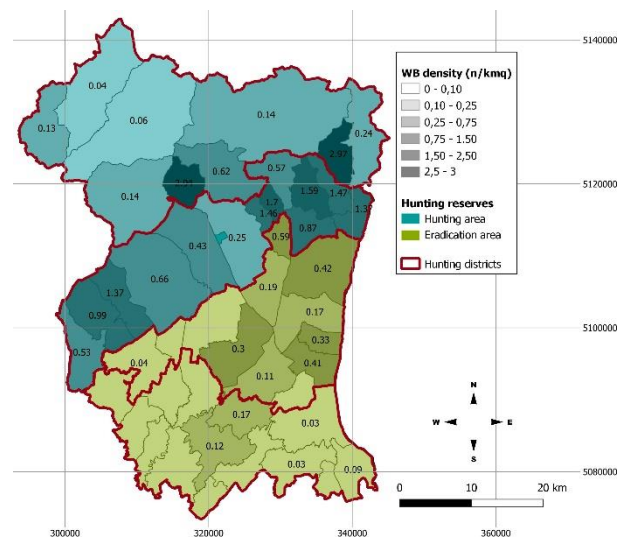 5140000
WB density (n/kmq)
0 - 0,10
0,10 - 0,25
0,25 - 0,75
0,75 - 1.50
1,50 - 2,50
2,5 - 3
Hunting reserves
Hunting area
Eradication area
Hunting districts
0.04
0.13
0.06
0.14
0.24
2.97
0.62
0.57
5120000
1.59
1.47
0.14
1.7
1.46
0.87
0.59
0.25
0.43
0.42
0.66
0.19
1.37
0.17
0.99
5100000
0.33
0.3
0.53
0.04
0.41
0.11
0.17
0.03
0.12
0.03
0.09
5080000
N
W
E
S
0
10
20 km
300000
320000
340000
360000